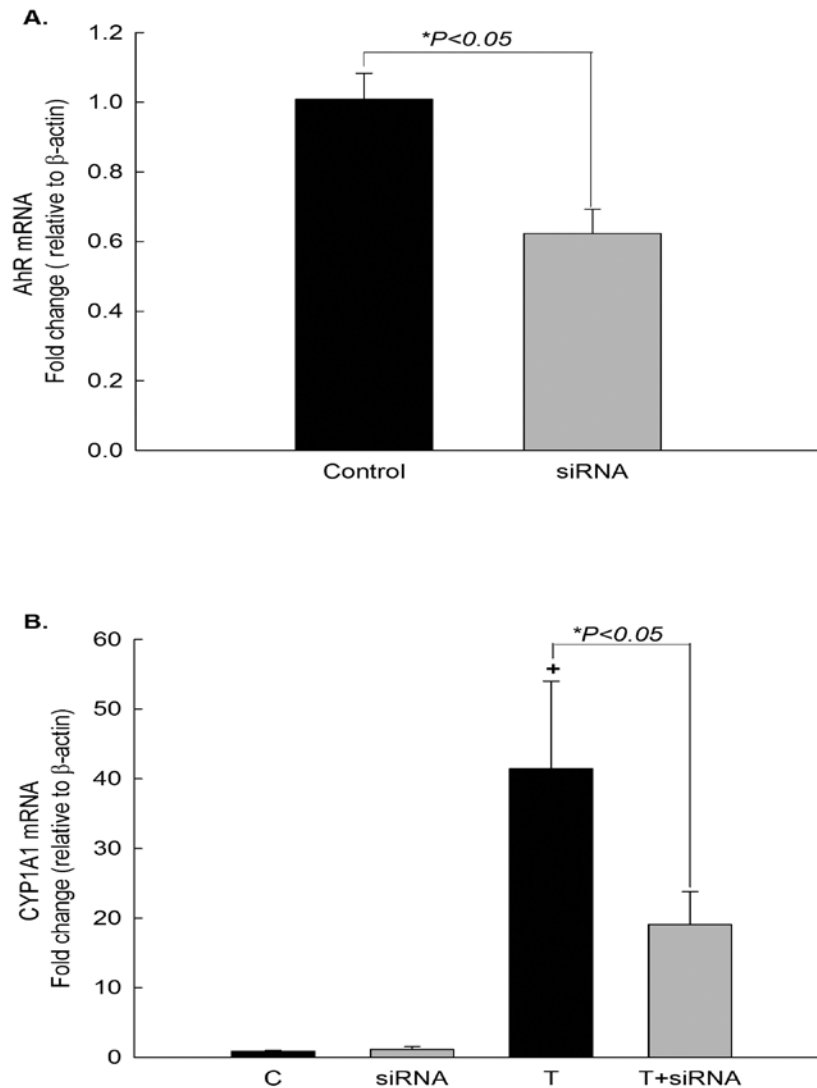 A.
1.2
*P<0.05
1.0
0.8
0.6
0.4
0.2
0.0
AhR mRNA
Fold change ( relative to β-actin)
Control siRNA
B.
60
*P<0.05
+
50
40
30
20
10
0
CYP1A1 mRNA
Fold change (relative to β-actin)
C siRNA T T+siRNA